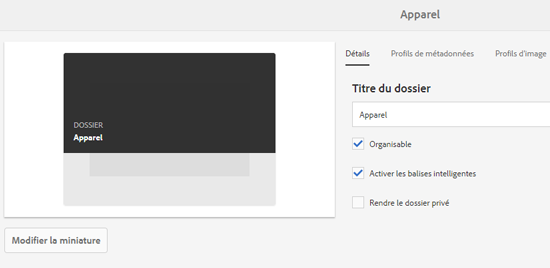 Apparel
DOSSIER
Apparel
Modifier la miniature
Détails
Profils de métadonnées
Profils d'image
Titre du dossier
Apparel
Organisable
Activer les balises intelligentes
Rendre le dossier privé